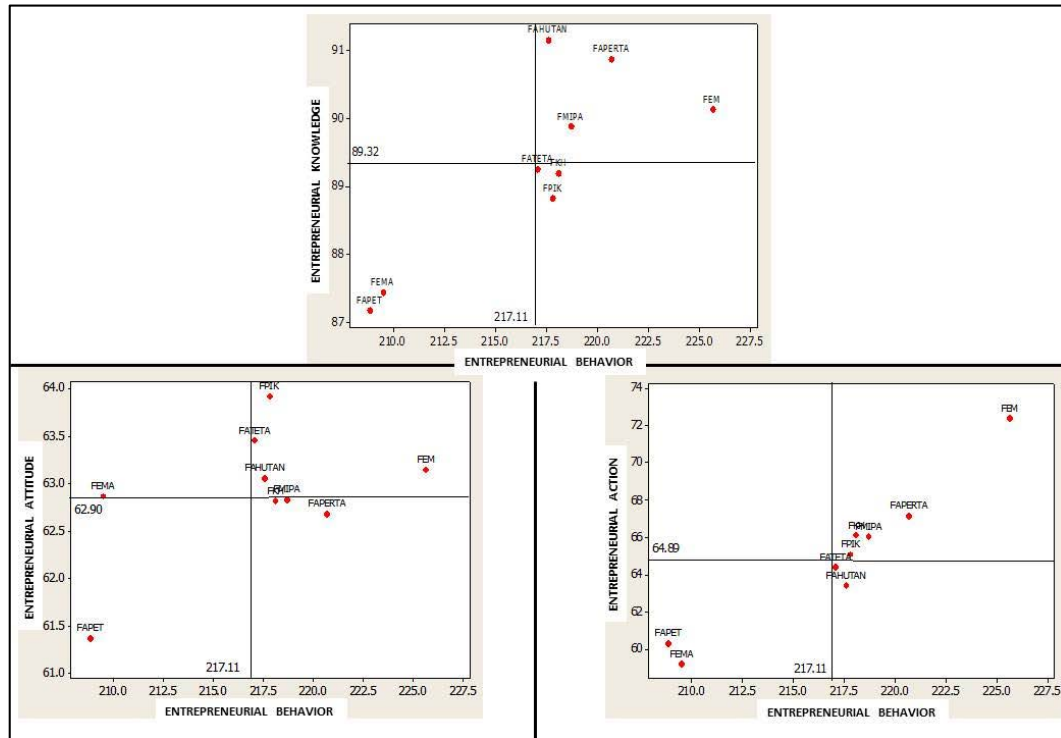 FAHUTAN
91
FAPERTA
FEM
90
FMIPA
89.32
FATETA
FKH
89
FPIK
88
FEMA
FAPET
217.11
87
210.0 212.5 215.0 217.5 220.0 222.5 225.0 227.5
ENTREPRENEURIAL KNOWLEDGE
ENTREPRENEURIAL BEHAVIOR
64.0
FPIK
63.5
FATETA
FAHUTAN
FEM
63.0
FEMA
FKH
FMIPA
62.90
FAPERTA
62.5
62.0
61.5
FAPET
217.11
61.0
210.0 212.5 215.0 217.5 220.0 222.5 225.0 227.5
ENTREPRENEURIAL ATTITUDE
ENTREPRENEURIAL BEHAVIOR
74
FEM
72
70
68
FAPERTA
FKH
FMIPA
66
FPIK
64.89
FATETA
64
FAHUTAN
62
FAPET
60
FEMA
217.11
210.0 212.5 215.0 217.5 220.0 222.5 225.0 227.5
ENTREPRENEURIAL ACTION
ENTREPRENEURIAL BEHAVIOR